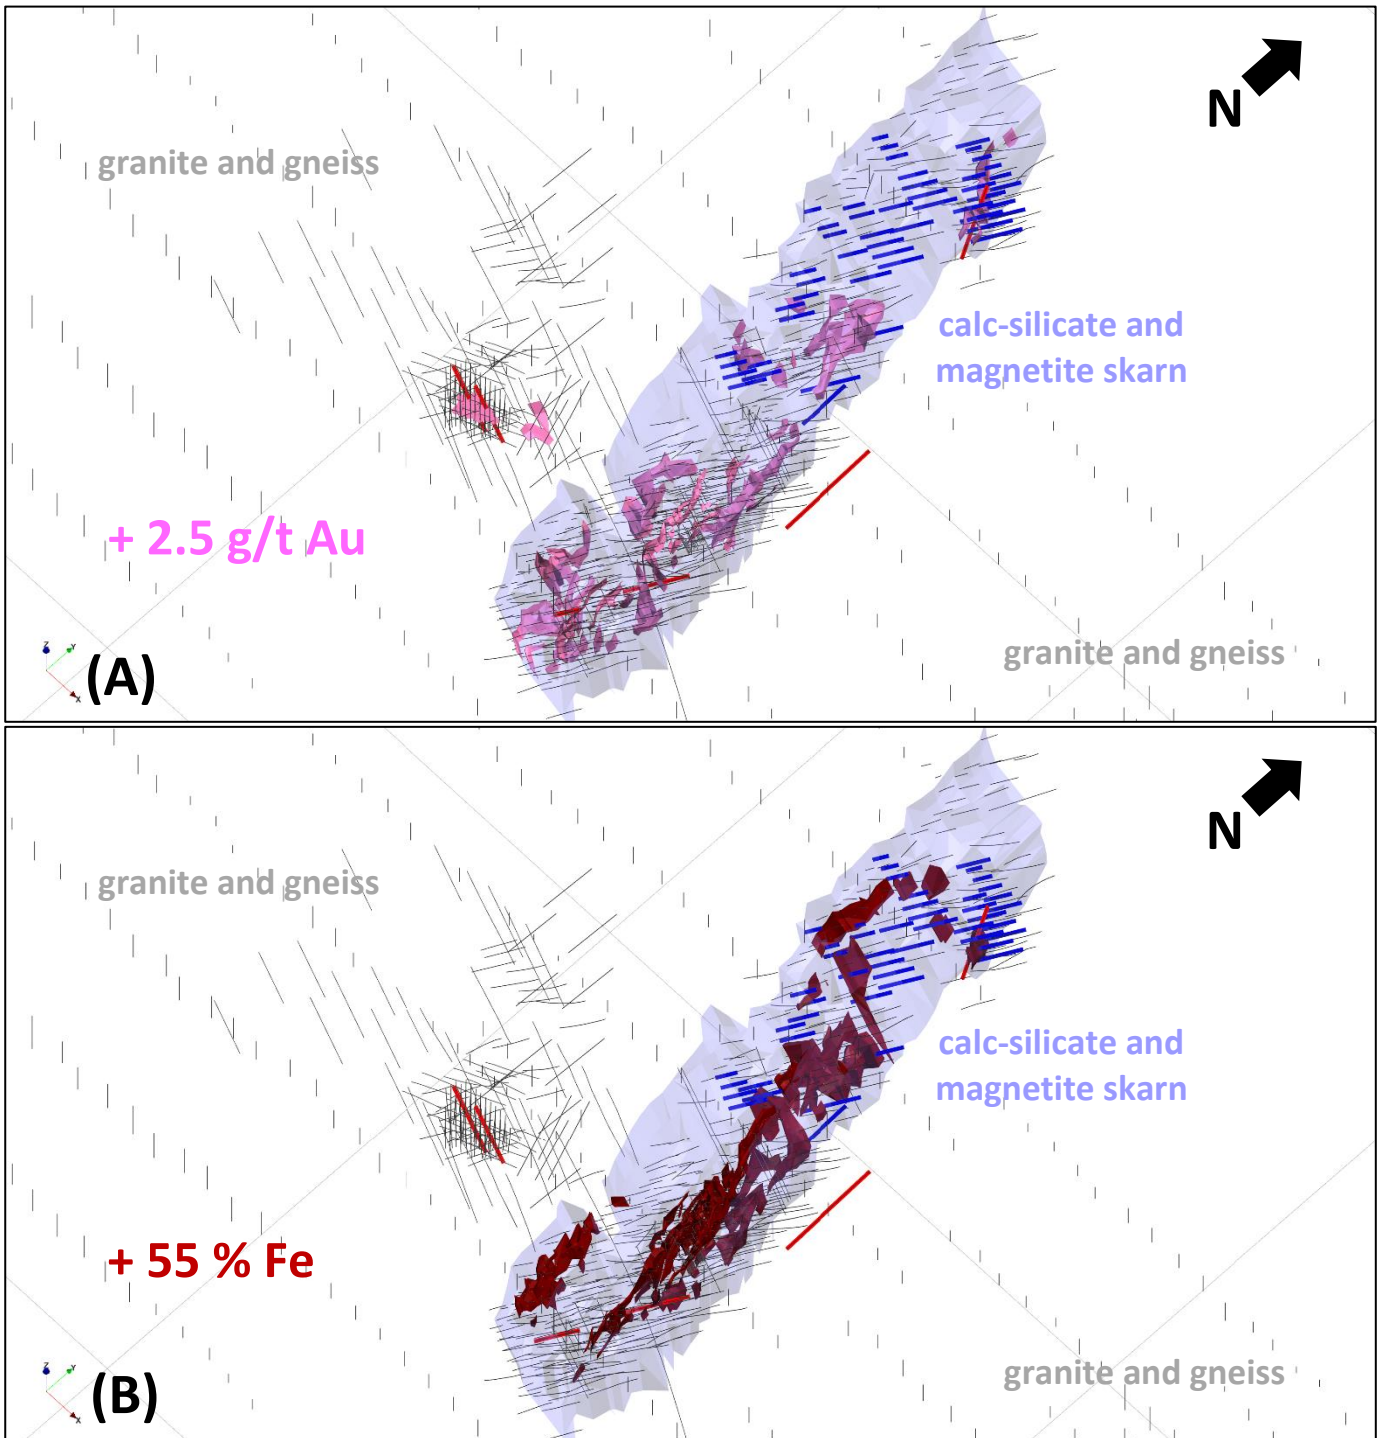 N
granite and gneiss
calc-silicate and
magnetite skarn
+ 2.5 g/t Au
granite and gneiss
Z
Y
X
(A)
N
granite and gneiss
calc-silicate and
magnetite skarn
+ 55 % Fe
granite and gneiss
Z
Y
X
(B)